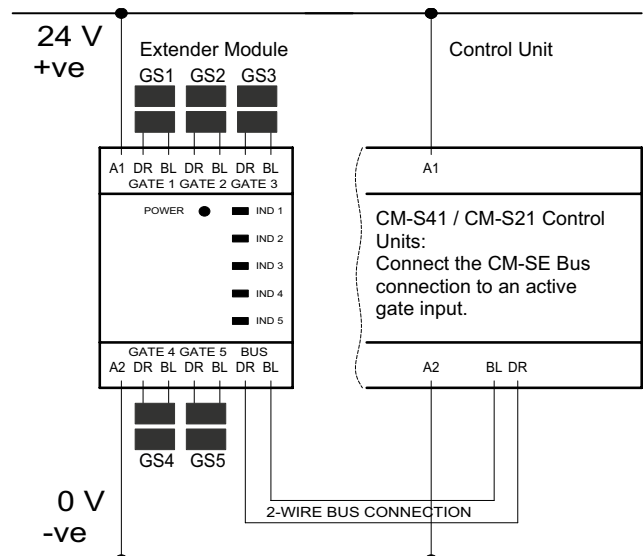 24 V
+ve
Extender Module
Control Unit
GS1 GS2 GS3
A1 DR BL DR BL DR BL
GATE 1 GATE 2 GATE 3
A1
POWER
IND 1
IND 2
IND 3
IND 4
IND 5
CM-S41 / CM-S21 Control
Units:
Connect the CM-SE Bus
connection to an active
gate input.
GATE 4 GATE 5 BUS
A2 DR BL DR BL DR BL
A2 BL DR
GS4 GS5
0 V
-ve
2-WIRE BUS CONNECTION